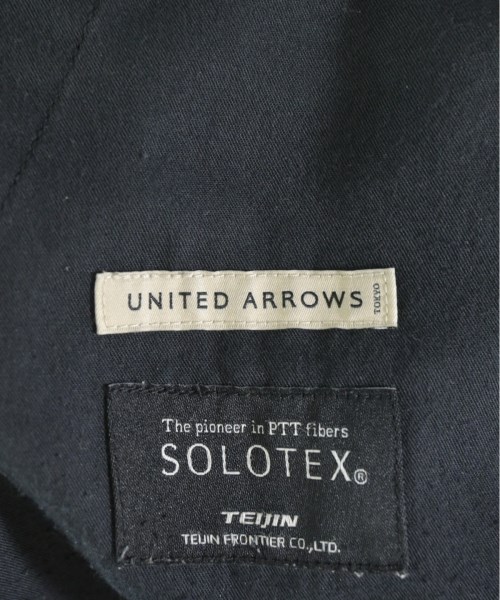 UNITED ARROWS TOKYO
The pioneer in PTT fibers
SOLOTEX®
TEIJIN
TEIJIN FRONTIER CO.,LTD.